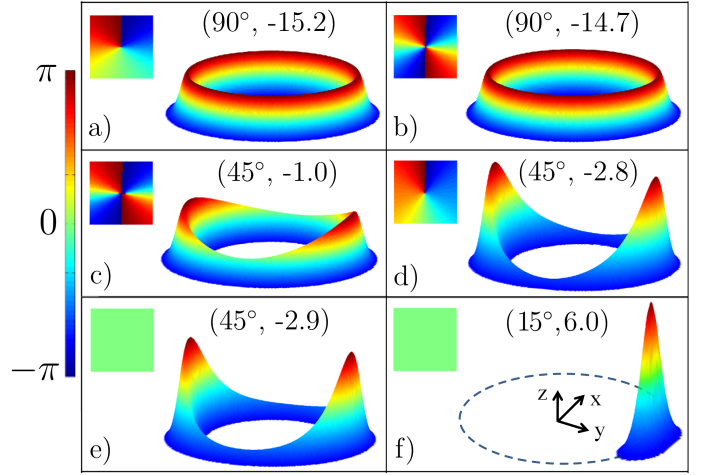 (90°, -15.2)
a)
(90°, -14.7)
b)
(45°, -1.0)
c)
(45°, -2.8)
d)
(45°, -2.9)
e)
(15°,6.0)
z
x
y
f)
π
0
−π